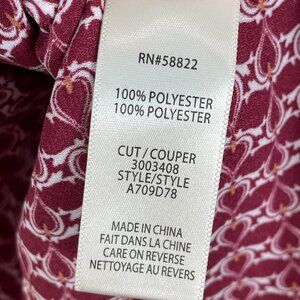 RN#58822
100% POLYESTER
100% POLYESTER
CUT / COUPER
3003408
STYLE/STYLE
A709D78
MADE IN CHINA
FAIT DANS LA CHINE
CARE ON REVERSE
NETTOYAGE AU REVERS